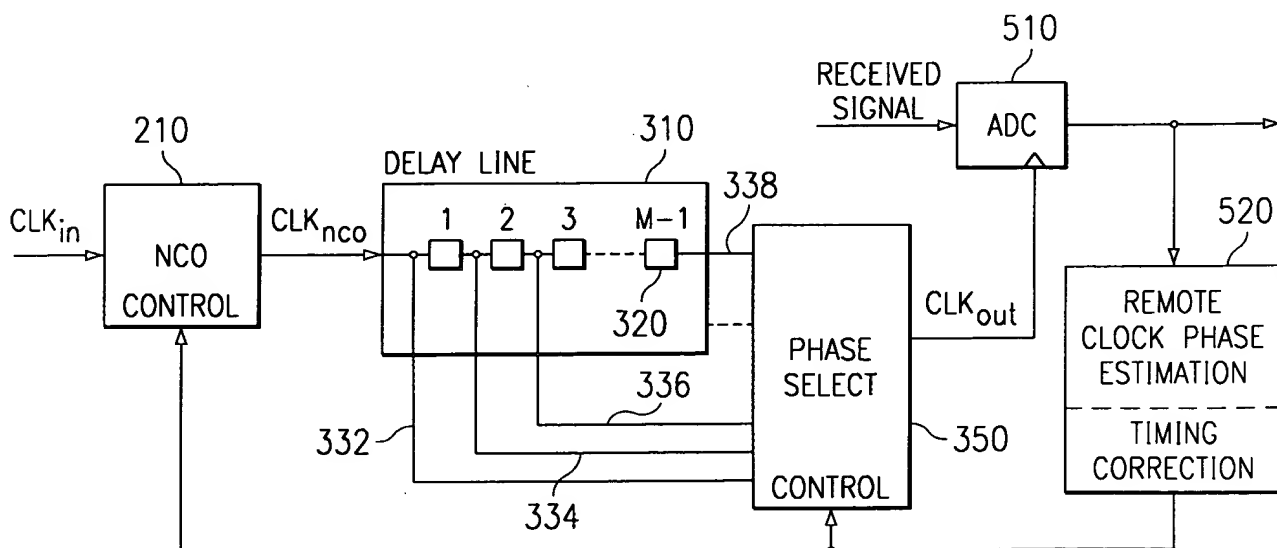 510
RECEIVED
SIGNAL
ADC
210
310
DELAY LINE
338
520
CLKin
NCO
CONTROL
CLKnco
1 2 3 M-1
320
CLKout
PHASE
SELECT
REMOTE
CLOCK PHASE
ESTIMATION
332
336
334
350
TIMING
CORRECTION
CONTROL